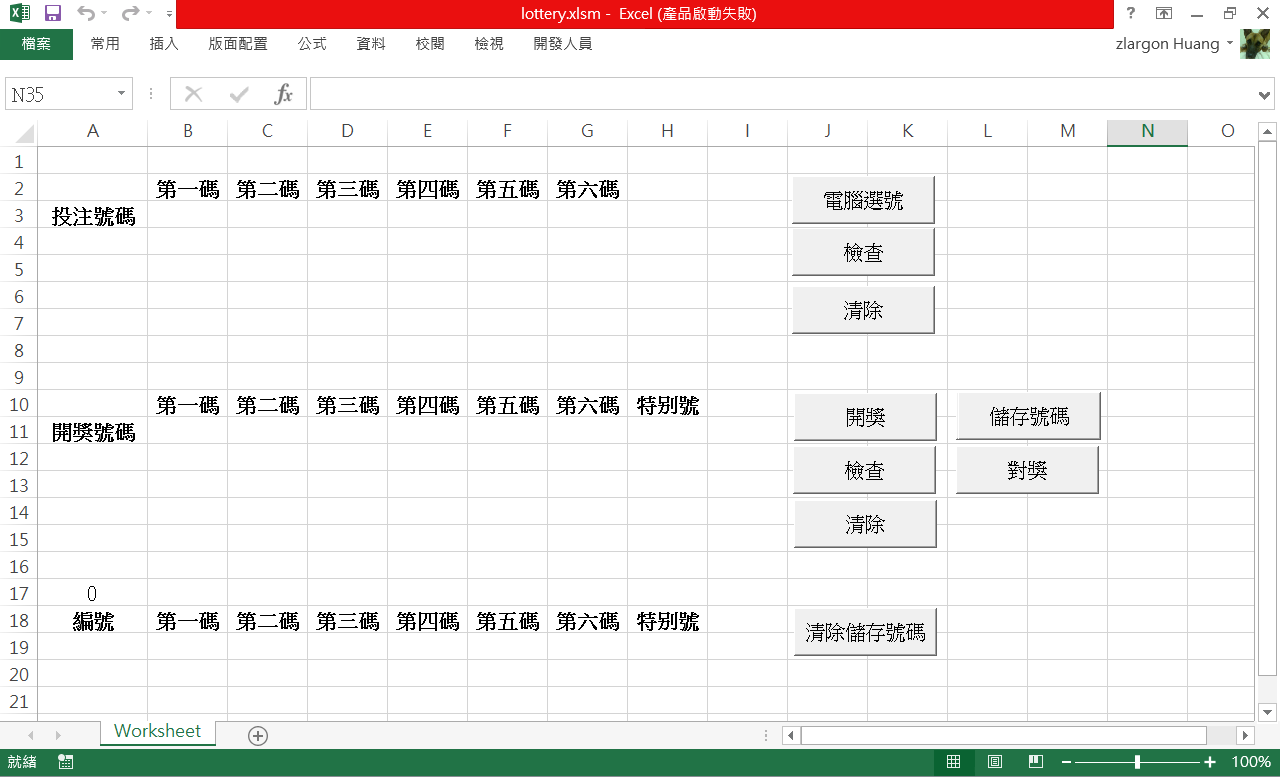 lottery.xlsm - Excel (產品啟動失敗) ?
檔案 常用 插入 版面配置 公式 資料 校閱 檢視 開發人員 zlargon Huang
N35 fx
A B C D E F G H I J K L M N O
1
2 第一碼 第二碼 第三碼 第四碼 第五碼 第六碼 電腦選號
3 投注號碼
4 檢查
5
6 清除
7
8
9
10 第一碼 第二碼 第三碼 第四碼 第五碼 第六碼 特別號 開獎 儲存號碼
11 開獎號碼
12 檢查 對獎
13
14 清除
15
16
17 0
18 編號 第一碼 第二碼 第三碼 第四碼 第五碼 第六碼 特別號 清除儲存號碼
19
20
21
Worksheet
就緒 100%